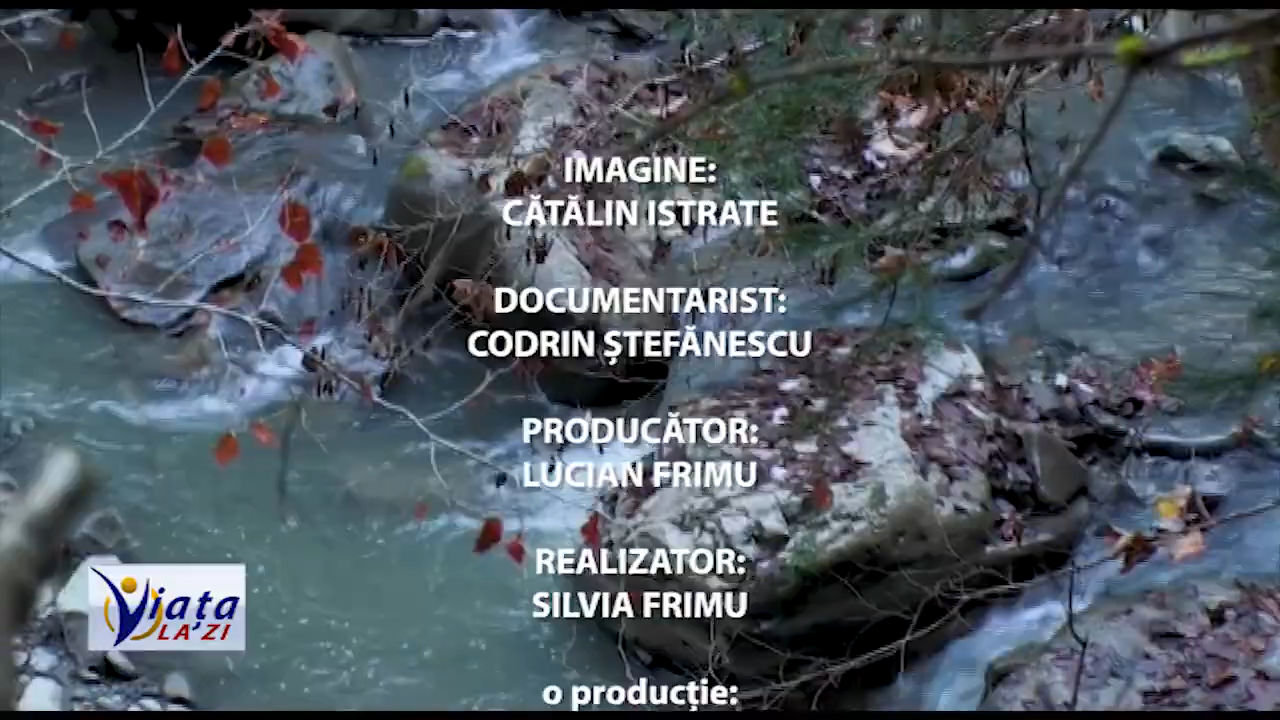 IMAGINE:
CĂTĂLIN ISTRATE
DOCUMENTARIST:
CODRIN ȘTEFĂNESCU
PRODUCĂTOR:
LUCIAN FRIMU
REALIZATOR:
SILVIA FRIMU
Viața
LA ZI
o producție: